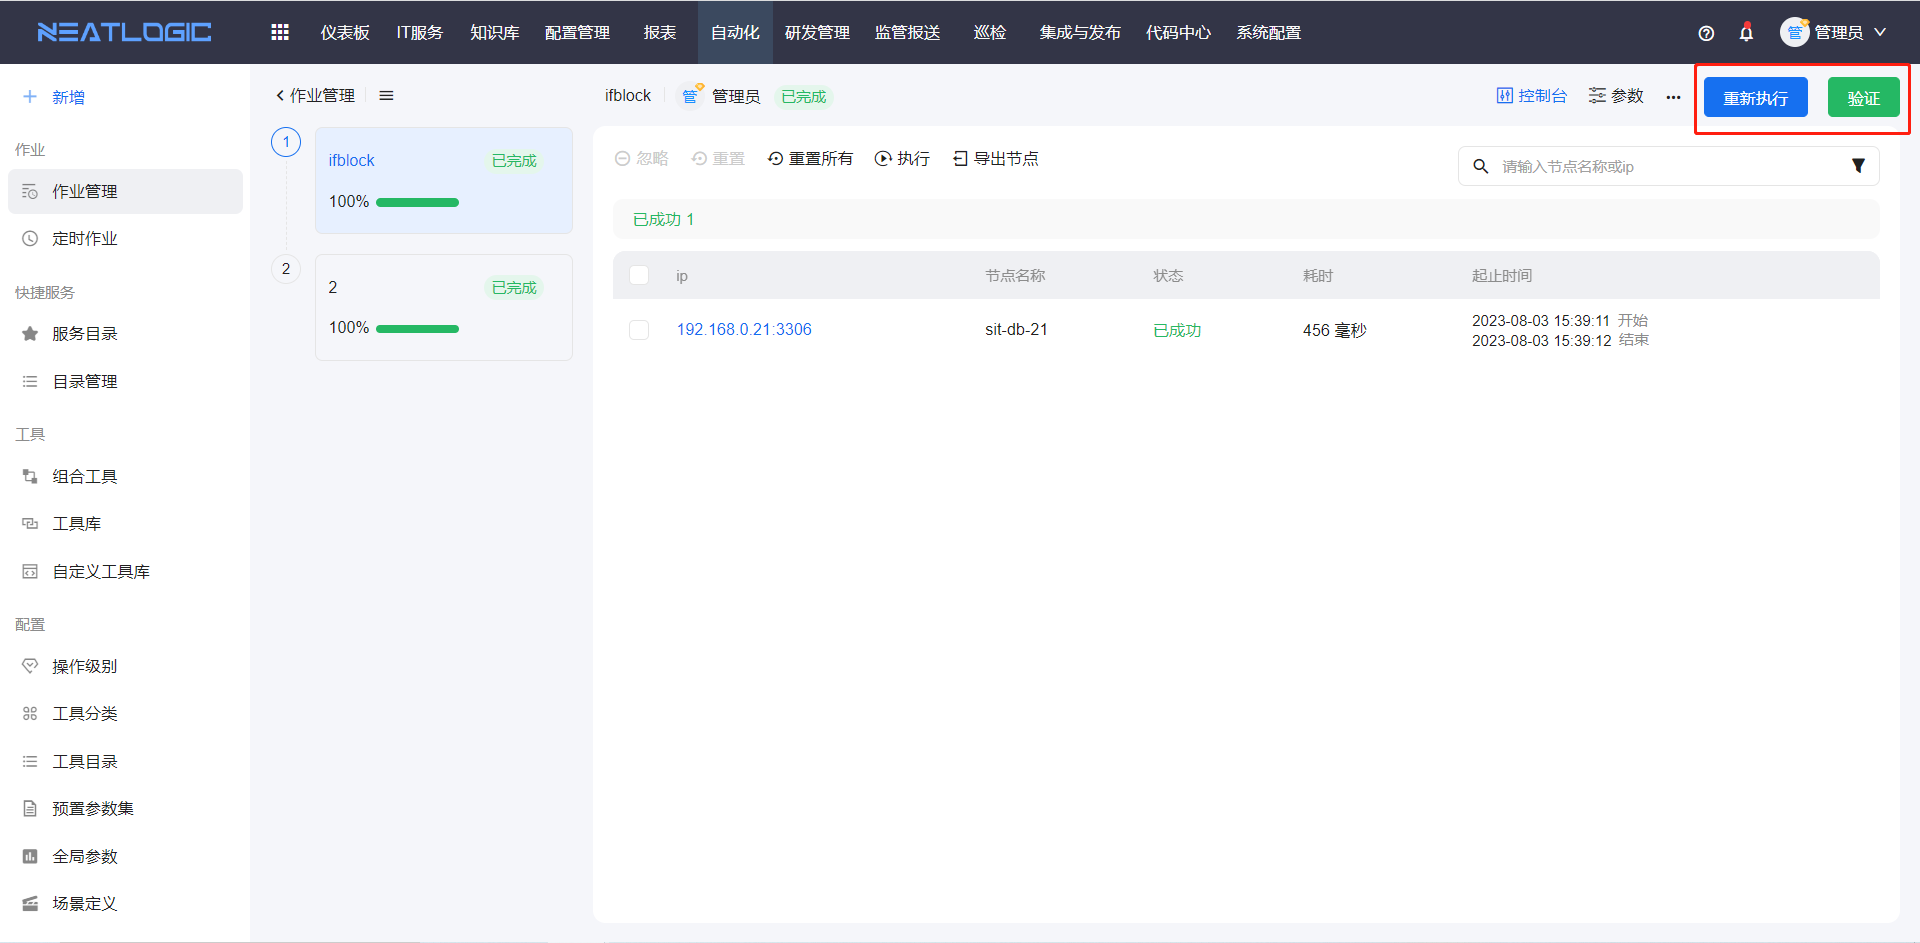 NEATLOGIC 仪表板 IT服务 知识库 配置管理 报表 自动化 研发管理 监管报送 巡检 集成与发布 代码中心 系统配置 管 管理员
新增
作业
作业管理
定时作业
快捷服务
服务目录
目录管理
工具
组合工具
工具库
自定义工具库
配置
操作级别
工具分类
工具目录
预置参数集
全局参数
场景定义
作业管理
1
ifblock 已完成
100%
2
2 已完成
100%
ifblock 管 管理员 已完成 控制台 参数 重新执行 验证
忽略 重置 重置所有 执行 导出节点 请输入节点名称或ip
已成功 1
ip 节点名称 状态 耗时 起止时间
192.168.0.21:3306 sit-db-21 已成功 456 毫秒 2023-08-03 15:39:11 开始
2023-08-03 15:39:12 结束